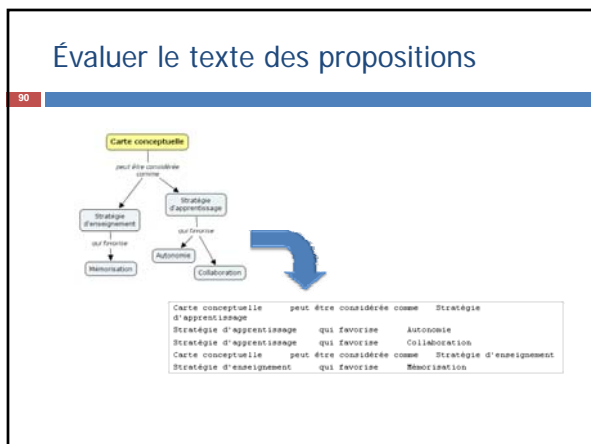 Évaluer le texte des propositions
90
Carte conceptuelle
peut être considérée
comme
Stratégie
d'apprentissage
Stratégie
d'enseignement
qui favorise
qui favorise
Autonomie
Mémorisation
Collaboration
Carte conceptuelle peut être considérée comme Stratégie
d'apprentissage
Stratégie d'apprentissage qui favorise Autonomie
Stratégie d'apprentissage qui favorise Collaboration
Carte conceptuelle peut être considérée comme Stratégie d'enseignement
Stratégie d'enseignement qui favorise Mémorisation